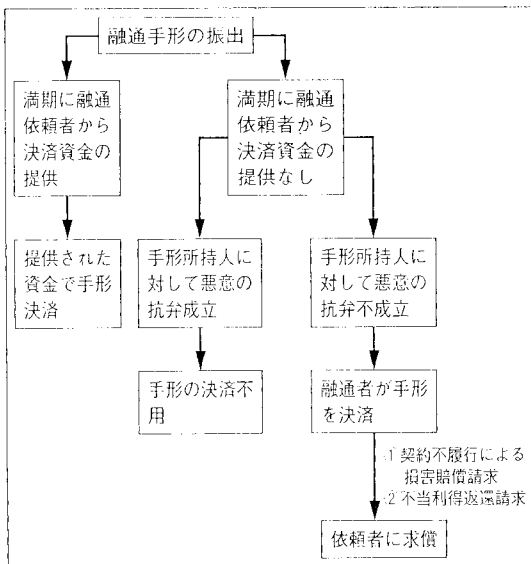 融通手形の振出
満期に融通
依頼者から
決済資金の
提供
満期に融通
依頼者から
決済資金の
提供なし
提供された
資金で手形
決済
手形所持人に
対して悪意の
抗弁成立
手形所持人に
対して悪意の
抗弁不成立
手形の決済不
用
融通者が手形
を決済
1 契約不履行による
損害賠償請求
2 不当利得返還請求
依頼者に求償